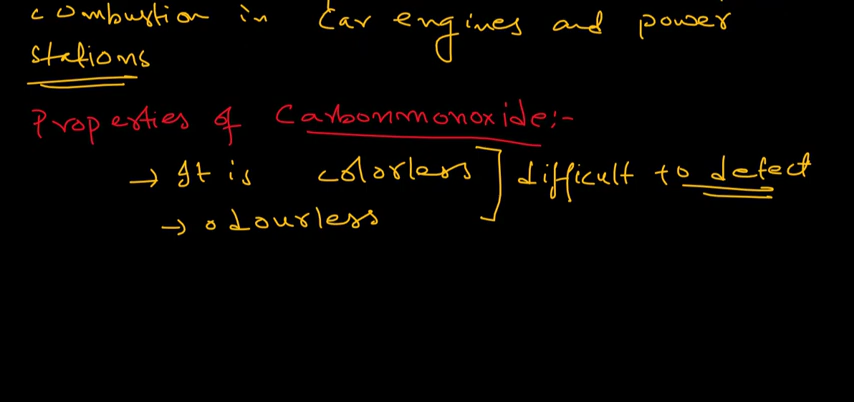 combustion in Car engines and power
stations
Properties of Carbonmonoxide:-
→ It is colorless ] difficult to detect
→ odourless